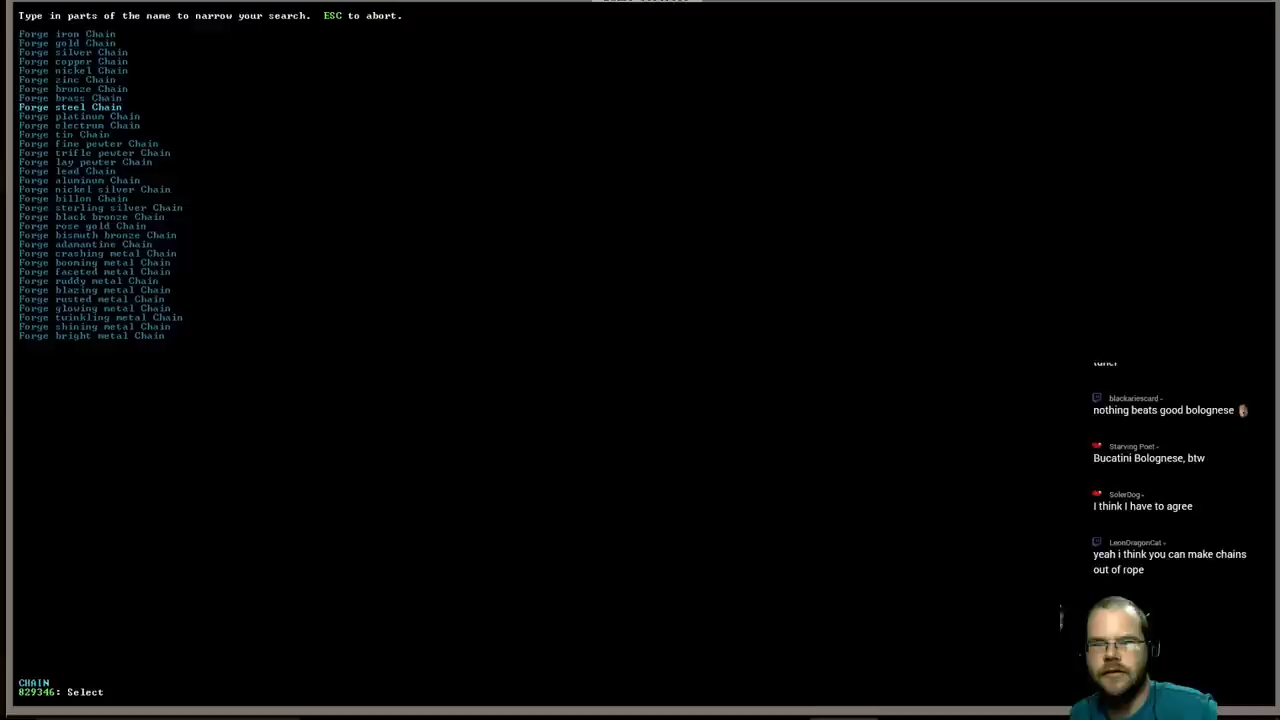 Type in parts of the name to narrow your search. ESC to abort.
Forge iron Chain
Forge gold Chain
Forge silver Chain
Forge copper Chain
Forge nickel Chain
Forge zinc Chain
Forge bronze Chain
Forge brass Chain
Forge steel Chain
Forge platinum Chain
Forge electrum Chain
Forge tin Chain
Forge fine pewter Chain
Forge trifle pewter Chain
Forge lay pewter Chain
Forge lead Chain
Forge aluminum Chain
Forge nickel silver Chain
Forge billon Chain
Forge sterling silver Chain
Forge black bronze Chain
Forge rose gold Chain
Forge bismuth bronze Chain
Forge adamantine Chain
Forge crashing metal Chain
Forge booming metal Chain
Forge faceted metal Chain
Forge ruddy metal Chain
Forge blazing metal Chain
Forge rusted metal Chain
Forge glowing metal Chain
Forge twinkling metal Chain
Forge shining metal Chain
Forge bright metal Chain
blackariescard -
nothing beats good bolognese
Starving Poet -
Bucatini Bolognese, btw
SolerDog -
I think I have to agree
LeonDragonCat -
yeah i think you can make chains
out of rope
CHAIN
829346: Select